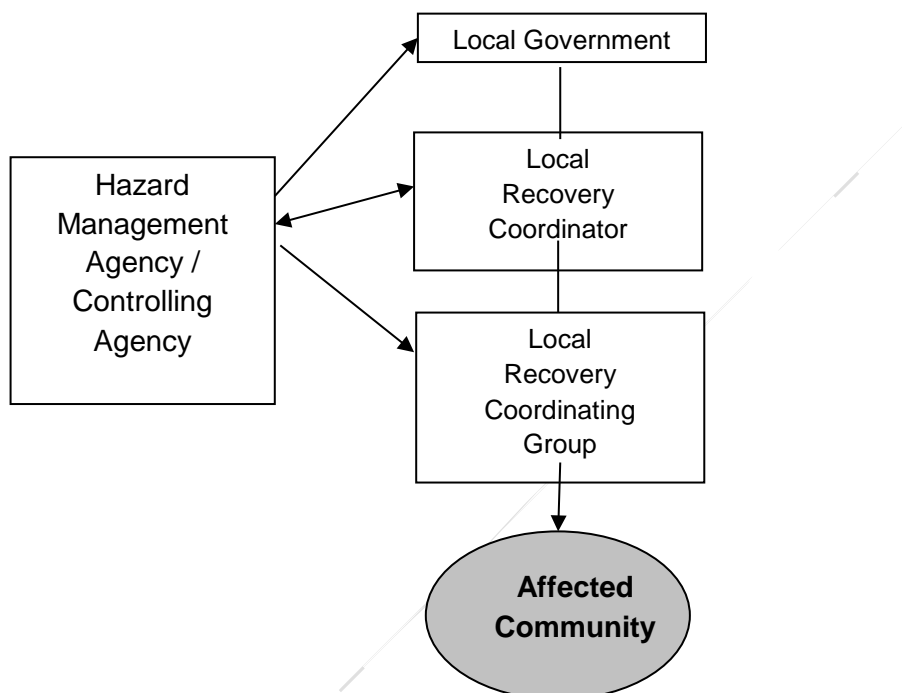 Local Government
Hazard
Management
Agency /
Controlling
Agency
Local
Recovery
Coordinator
Local
Recovery
Coordinating
Group
Affected
Community